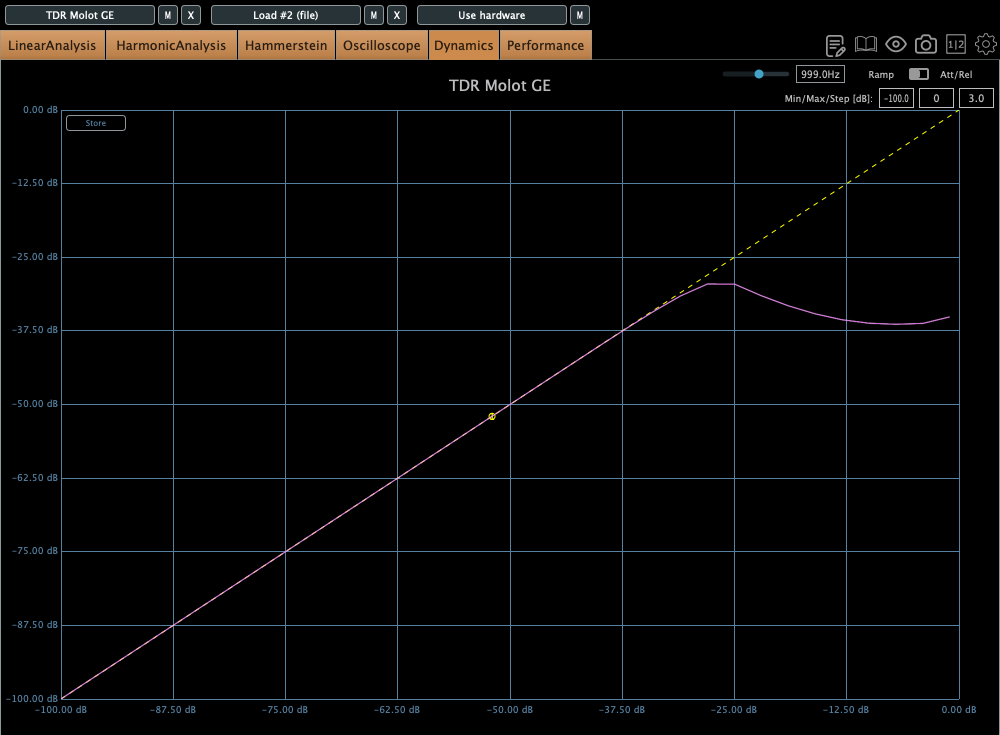 TDR Molot GE M X Load #2 (file) M X Use hardware M
LinearAnalysis HarmonicAnalysis Hammerstein Oscilloscope Dynamics Performance 1|2
999.0Hz Ramp Att/Rel
TDR Molot GE
Min/Max/Step [dB]: -100.0 0 3.0
0.00 dB
Store
−12.50 dB
−25.00 dB
−37.50 dB
−50.00 dB
−62.50 dB
−75.00 dB
−87.50 dB
−100.00 dB
−100.00 dB −87.50 dB −75.00 dB −62.50 dB −50.00 dB −37.50 dB −25.00 dB −12.50 dB 0.00 dB